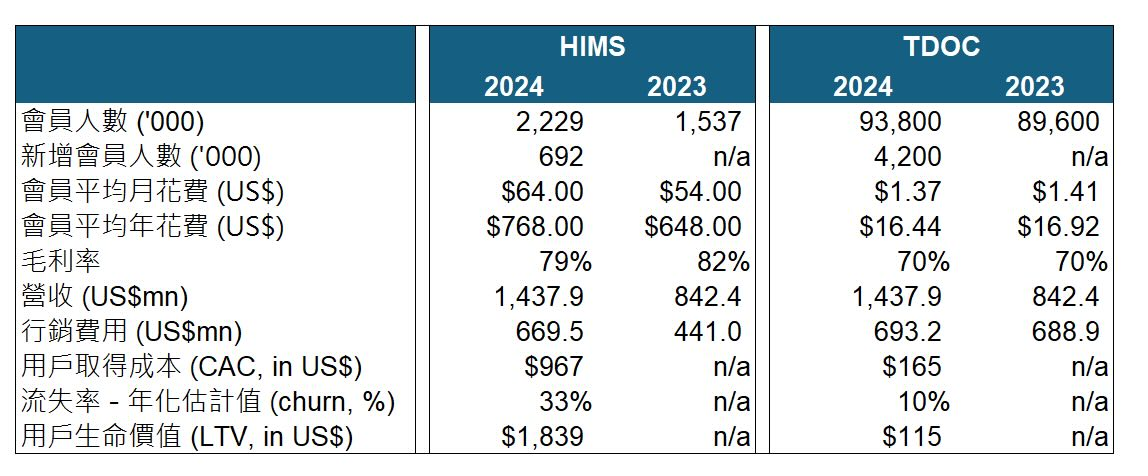 HIMS TDOC
2024 2023 2024 2023
會員人數 ('000) 2,229 1,537 93,800 89,600
新增會員人數 ('000) 692 n/a 4,200 n/a
會員平均月花費 (US$) $64.00 $54.00 $1.37 $1.41
會員平均年花費 (US$) $768.00 $648.00 $16.44 $16.92
毛利率 79% 82% 70% 70%
營收 (US$mn) 1,437.9 842.4 1,437.9 842.4
行銷費用 (US$mn) 669.5 441.0 693.2 688.9
用戶取得成本 (CAC, in US$) $967 n/a $165 n/a
流失率 - 年化估計值 (churn, %) 33% n/a 10% n/a
用戶生命價值 (LTV, in US$) $1,839 n/a $115 n/a